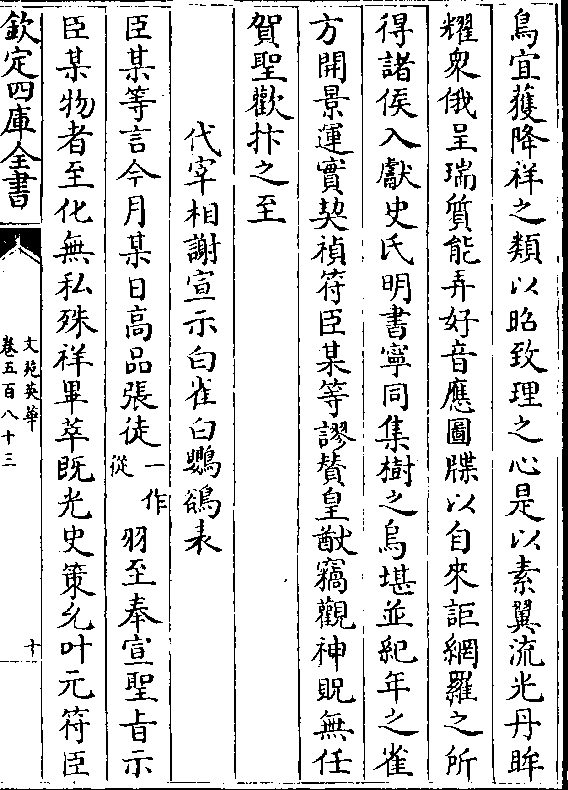 鳥宜獲降祥之類以昭致理之心是以素翼流光丹眸
耀衆俄呈瑞質能弄好音應圖牒以自來詎網羅之所
得諸侯入獻史氏明書寧同集樹之烏堪並紀年之雀
方開景運實契禎符臣某等謬賛皇猷竊觀神貺無任
賀聖歡抃之至
代宰相謝宣示白雀白鸚鵒表
臣某等言今月某日高品張徒一作從羽至奉宣聖旨示
臣某物者至化無私殊祥畢萃既光史策允叶元符臣
欽定四庫全書
文苑英華
卷五百八十三
十